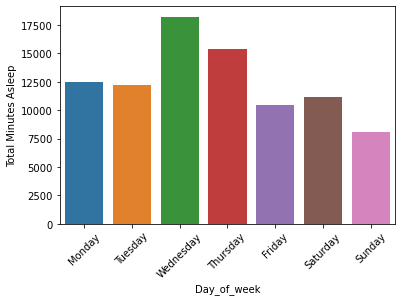 17500
15000
12500
10000
7500
5000
2500
0
Total Minutes Asleep
Monday
Tuesday
Wednesday
Thursday
Friday
Saturday
Sunday
Day_of_week